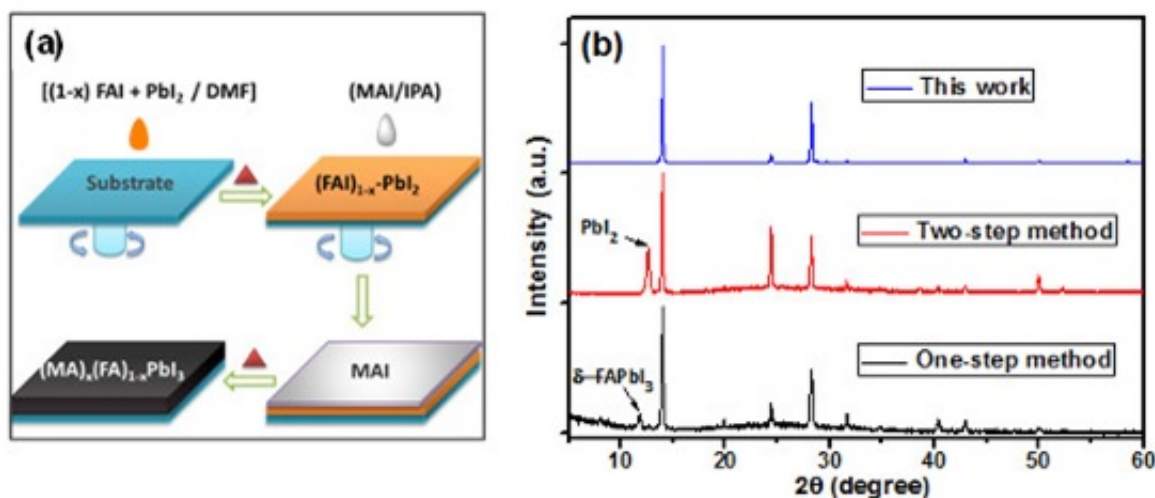 (a)
[(1-x) FAI + PbI₂ / DMF]
(MAI/IPA)
Substrate
(FAI)₁₋ₓ-PbI₂
(MA)ₓ(FA)₁₋ₓPbI₃
MAI
(b)
This work
PbI₂
Two-step method
One-step method
δ-FAPbI₃
Intensity (a.u.)
10 20 30 40 50 60
2θ (degree)